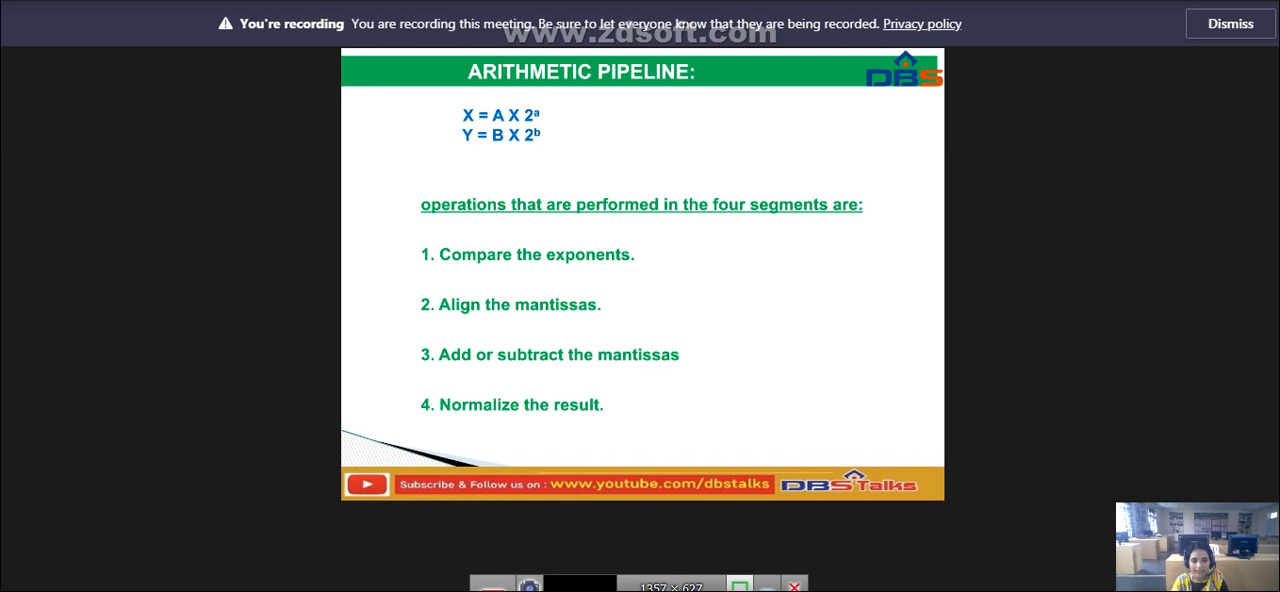 You're recording You are recording this meeting. Be sure to let everyone know that they are being recorded. Privacy policy
Dismiss
www.zdsoft.com
ARITHMETIC PIPELINE:
DBS
X = A X 2ᵃ
Y = B X 2ᵇ
operations that are performed in the four segments are:
1. Compare the exponents.
2. Align the mantissas.
3. Add or subtract the mantissas
4. Normalize the result.
Subscribe & Follow us on : www.youtube.com/dbstalks
DBS Talks
1357 × 627